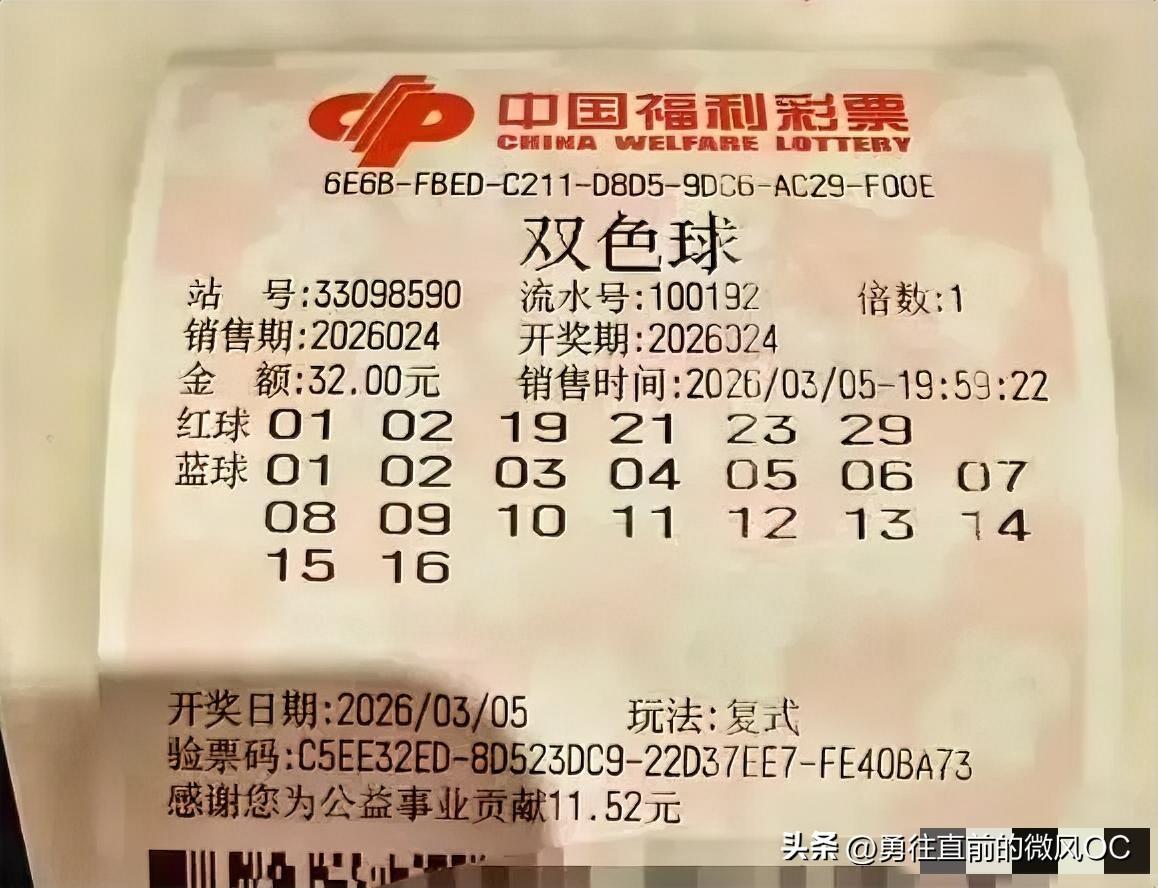 中国福利彩票
CHINA WELFARE LOTTERY
6E6B-FBED-C211-D8D5-9DC6-AC29-F00E
双色球
站 号:33098590 流水号:100192 倍数:1
销售期:2026024 开奖期:2026024
金 额:32.00元 销售时间:2026/03/05-19:59:22
红球 01 02 19 21 23 29
蓝球 01 02 03 04 05 06 07
08 09 10 11 12 13 14
15 16
开奖日期:2026/03/05 玩法:复式
验票码:C5EE32ED-8D523DC9-22D37EE7-FE40BA73
感谢您为公益事业贡献11.52元
头条 @勇往直前的微风OC